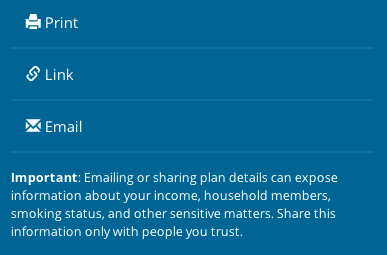 Print
Link
Email
Important: Emailing or sharing plan details can expose
information about your income, household members,
smoking status, and other sensitive matters. Share this
information only with people you trust.